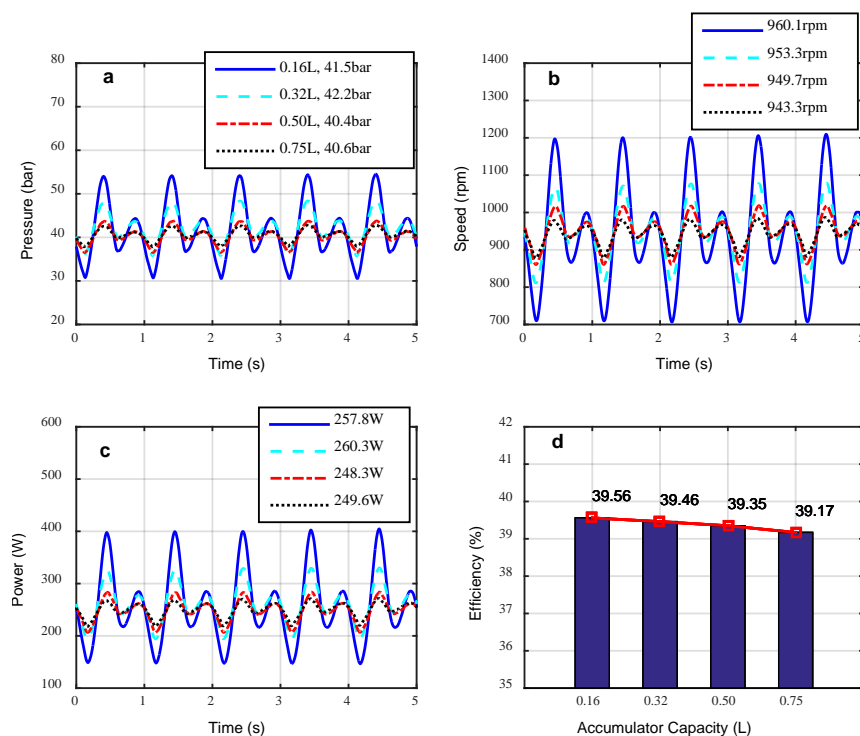 a
80
70
60
50
40
30
20
Pressure (bar)
0.16L, 41.5bar
0.32L, 42.2bar
0.50L, 40.4bar
0.75L, 40.6bar
0 1 2 3 4 5
Time (s)
b
1400
1300
1200
1100
1000
900
800
700
Speed (rpm)
960.1rpm
953.3rpm
949.7rpm
943.3rpm
0 1 2 3 4 5
Time (s)
c
600
500
400
300
200
100
Power (W)
257.8W
260.3W
248.3W
249.6W
0 1 2 3 4 5
Time (s)
d
42
41
40
39
38
37
36
35
Efficiency (%)
39.56
39.46
39.35
39.17
0.16 0.32 0.50 0.75
Accumulator Capacity (L)